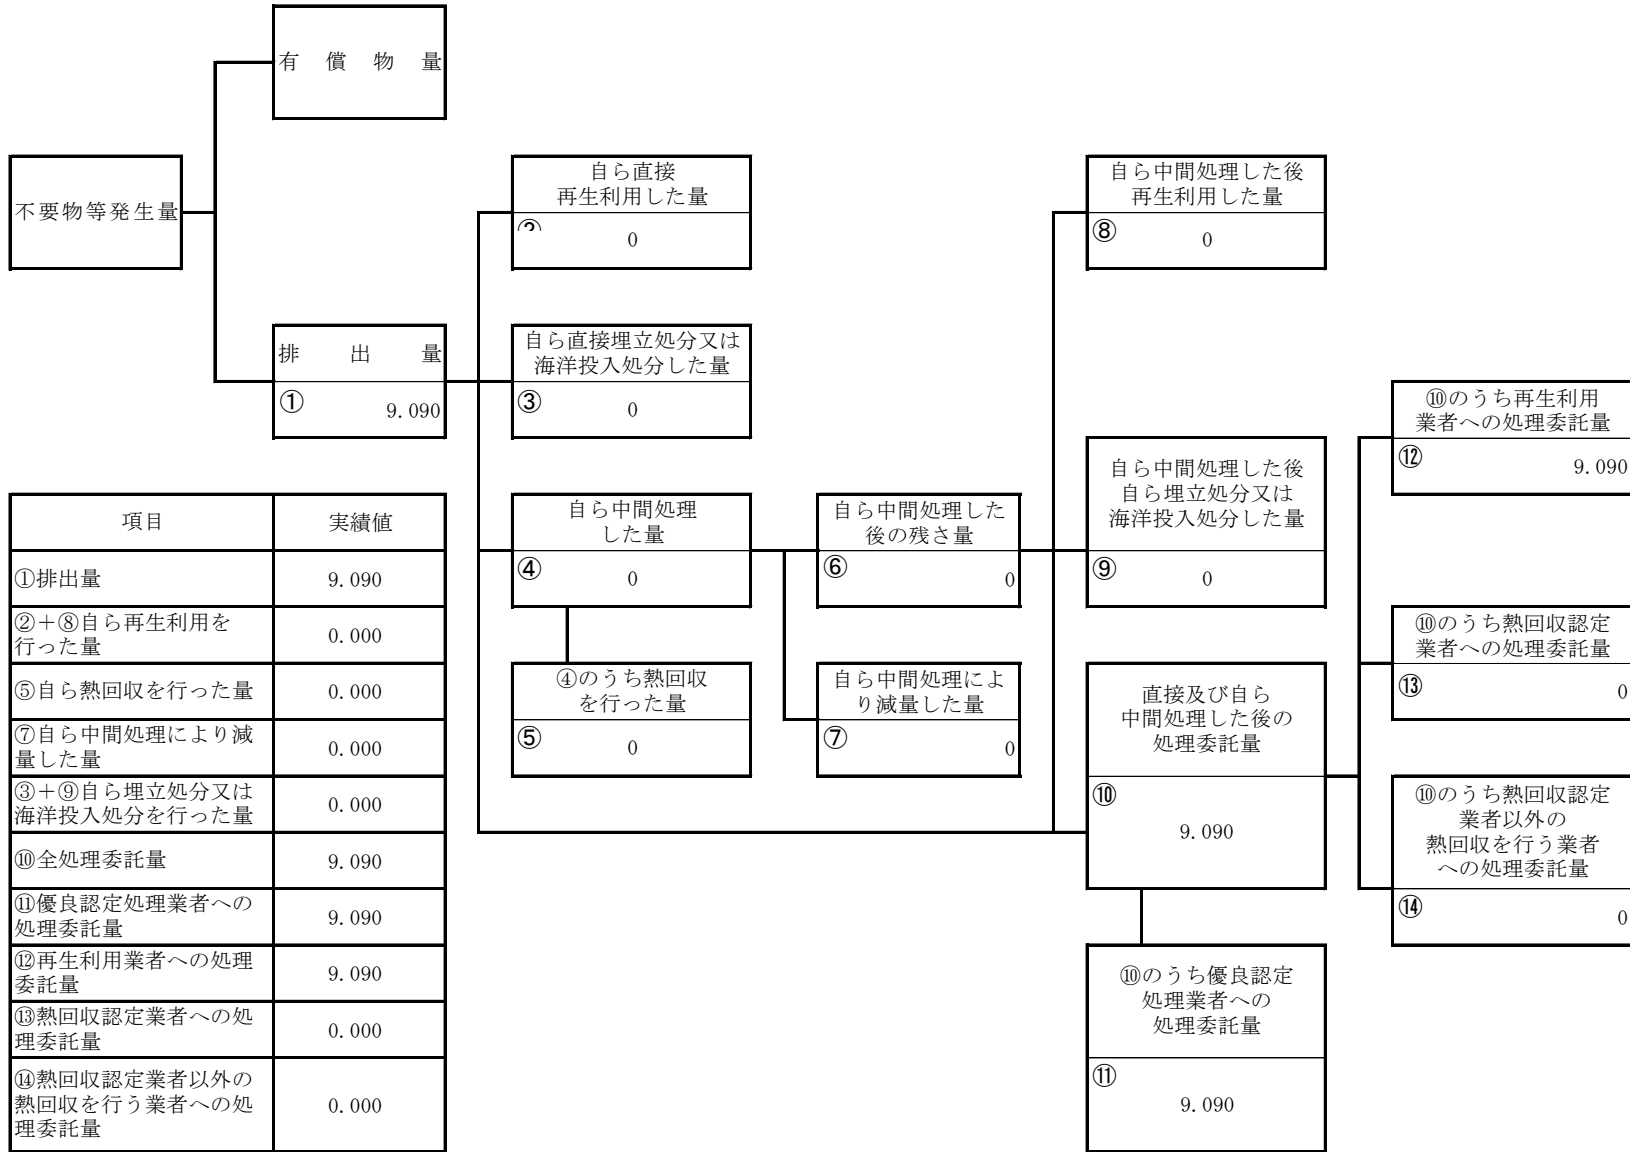 有償物量
不要物等発生量
排出量
① 9.090
自ら直接
再生利用した量
② 0
自ら直接埋立処分又は
海洋投入処分した量
③ 0
自ら中間処理
した量
④ 0
④のうち熱回収
を行った量
⑤ 0
自ら中間処理した
後の残さ量
⑥ 0
自ら中間処理によ
り減量した量
⑦ 0
自ら中間処理した後
再生利用した量
⑧ 0
自ら中間処理した後
自ら埋立処分又は
海洋投入処分した量
⑨ 0
直接及び自ら
中間処理した後の
処理委託量
⑩
9.090
⑩のうち優良認定
処理業者への
処理委託量
⑪
9.090
⑩のうち再生利用
業者への処理委託量
⑫ 9.090
⑩のうち熱回収認定
業者への処理委託量
⑬ 0
⑩のうち熱回収認定
業者以外の
熱回収を行う業者
への処理委託量
⑭ 0
項目 実績値
①排出量 9.090
②+⑧自ら再生利用を
行った量 0.000
⑤自ら熱回収を行った量 0.000
⑦自ら中間処理により減
量した量 0.000
③+⑨自ら埋立処分又は
海洋投入処分を行った量 0.000
⑩全処理委託量 9.090
⑪優良認定処理業者への
処理委託量 9.090
⑫再生利用業者への処理
委託量 9.090
⑬熱回収認定業者への処
理委託量 0.000
⑭熱回収認定業者以外の
熱回収を行う業者への処
理委託量 0.000